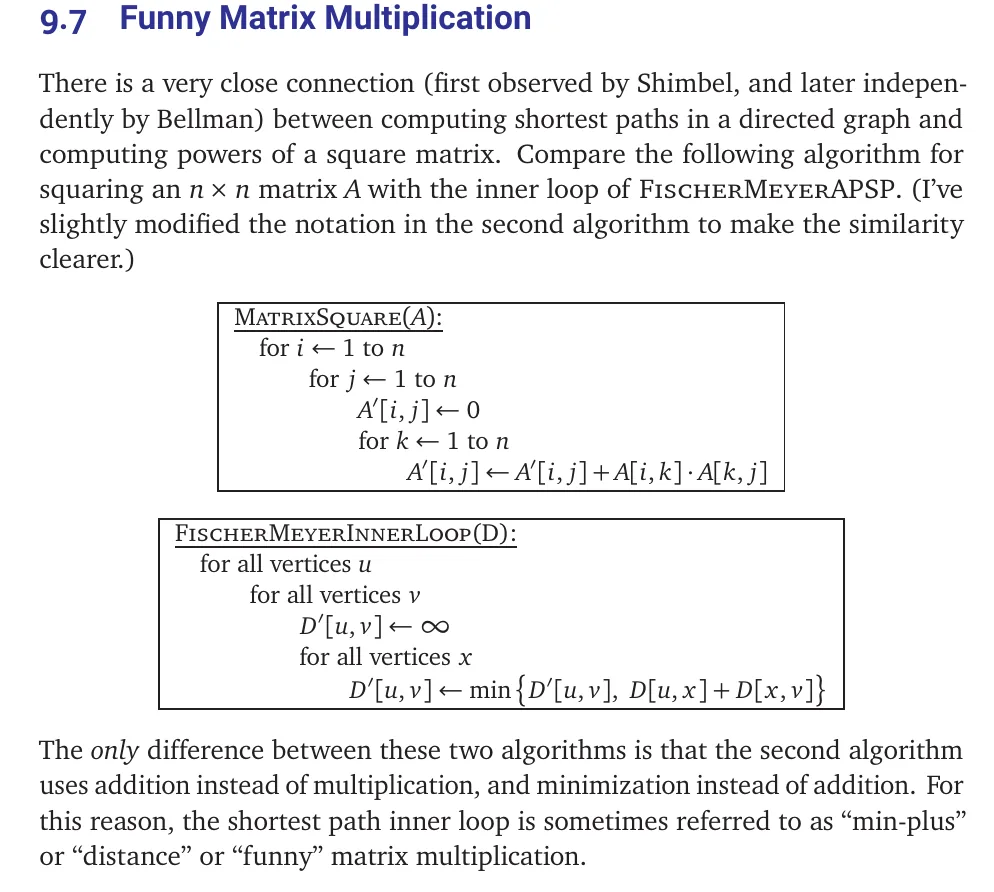 9.7 Funny Matrix Multiplication
There is a very close connection (first observed by Shimbel, and later indepen-
dently by Bellman) between computing shortest paths in a directed graph and
computing powers of a square matrix. Compare the following algorithm for
squaring an n × n matrix A with the inner loop of FISCHERMEYERAPSP. (I’ve
slightly modified the notation in the second algorithm to make the similarity
clearer.)
MATRIXSQUARE(A):
for i ← 1 to n
for j ← 1 to n
A′[i, j] ← 0
for k ← 1 to n
A′[i, j] ← A′[i, j] + A[i, k] · A[k, j]
FISCHERMEYERINNERLOOP(D):
for all vertices u
for all vertices v
D′[u, v] ← ∞
for all vertices x
D′[u, v] ← min{D′[u, v], D[u, x] + D[x, v]}
The only difference between these two algorithms is that the second algorithm
uses addition instead of multiplication, and minimization instead of addition. For
this reason, the shortest path inner loop is sometimes referred to as “min-plus”
or “distance” or “funny” matrix multiplication.